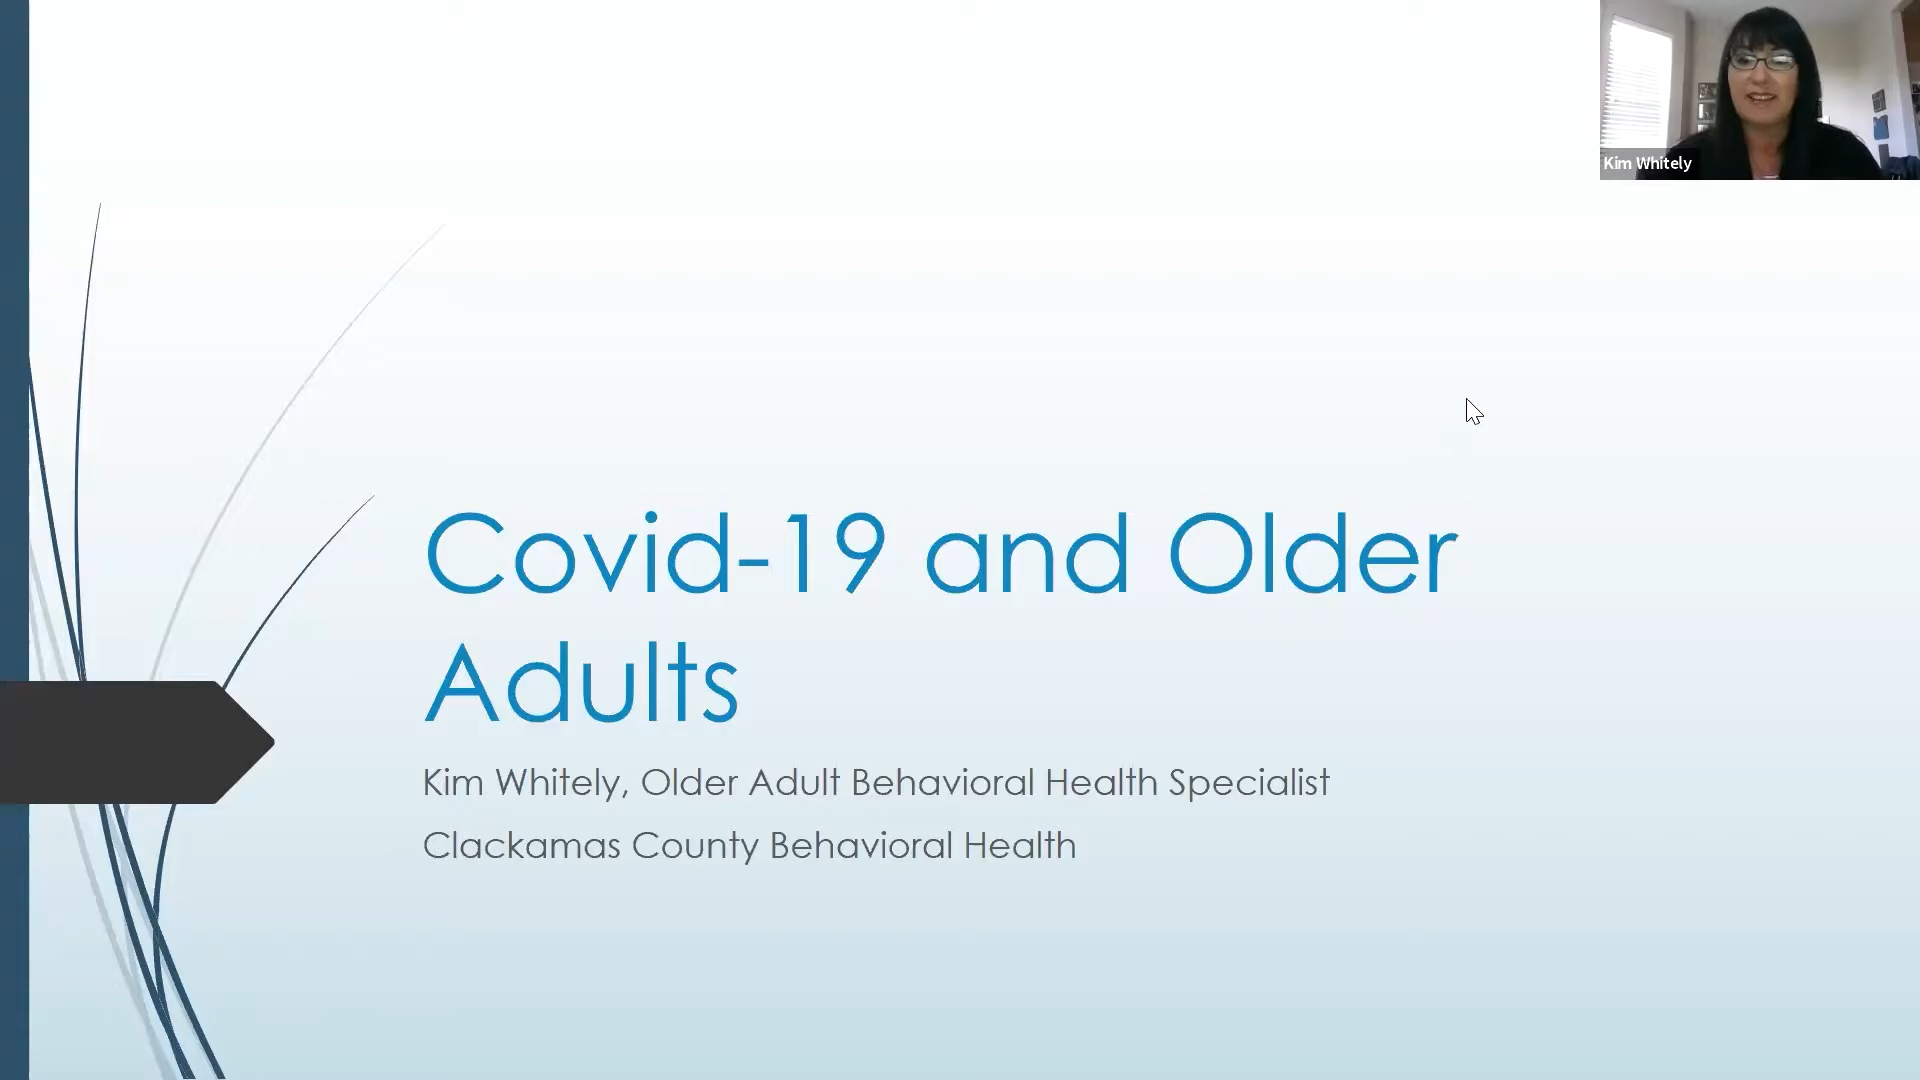 Kim Whitely
Covid-19 and Older
Adults
Kim Whitely, Older Adult Behavioral Health Specialist
Clackamas County Behavioral Health